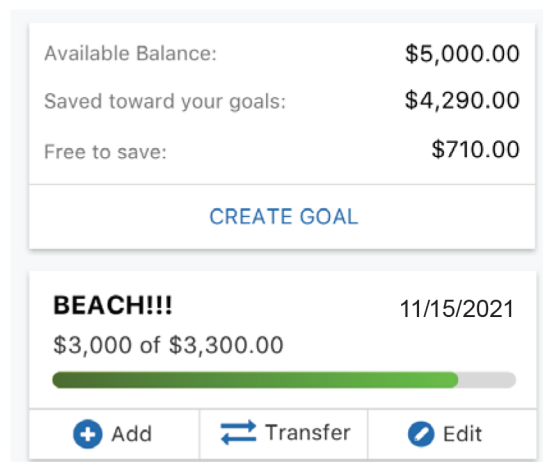 Available Balance: $5,000.00
Saved toward your goals: $4,290.00
Free to save: $710.00
CREATE GOAL
BEACH!!! 11/15/2021
$3,000 of $3,300.00
Add Transfer Edit